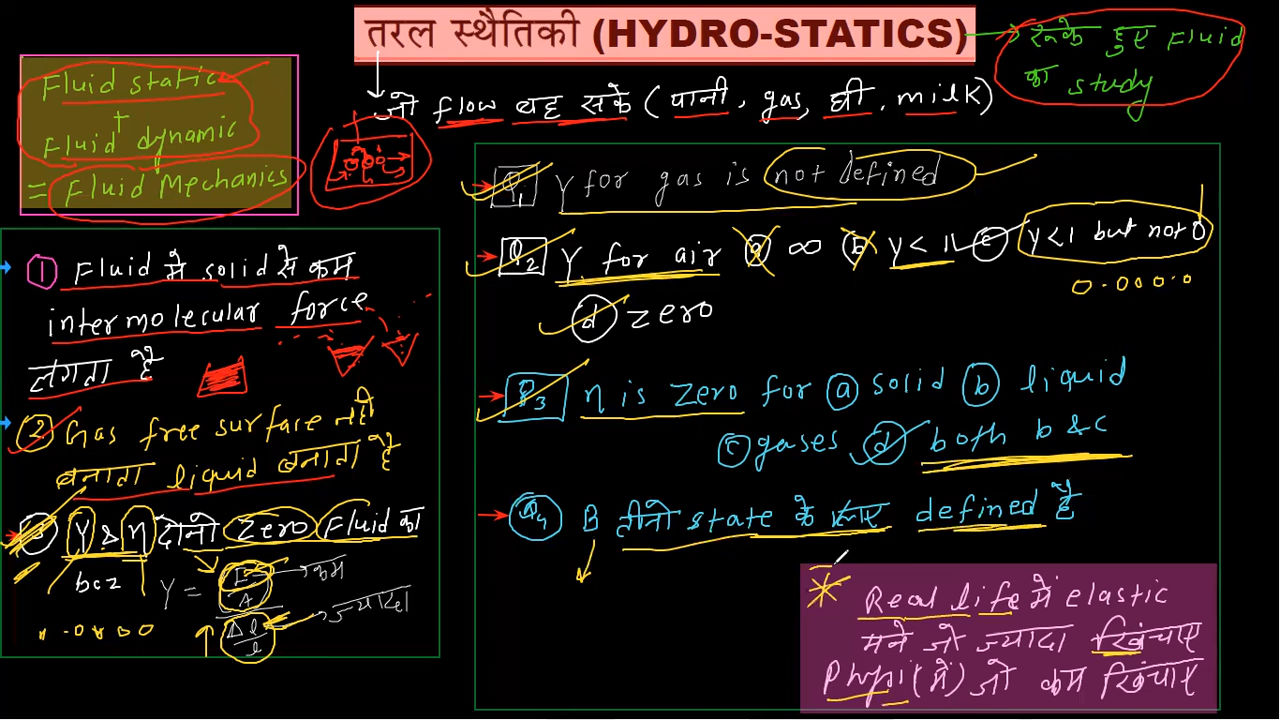 तरल स्थैतिकी (HYDRO-STATICS)
रूके हुए Fluid
का study
जो flow बह सके (पानी, gas, घी, milk)
Fluid static
+
Fluid dynamic
= Fluid Mechanics
① Fluid में solid से कम
intermolecular force
लगता है
② Gas free surface नहीं
बनाता liquid बनाता है
Y & η दोनो Zero Fluid का
bcz
Y = F/A / Δl/l
कम
ज्यादा
Q1 Y for gas is not defined
Q2 Y for air ⓐ ∞ ⓑ Y<1 ⓒ Y<1 but not 0
0.0000
ⓓ zero
Q3 η is zero for ⓐ solid ⓑ liquid
ⓒ gases ⓓ both b & c
Q4 B तीनो state के लिए defined है
* Real life में elastic
मने जो ज्यादा खिंचाए
Physi (में) जो कम खिंचाए